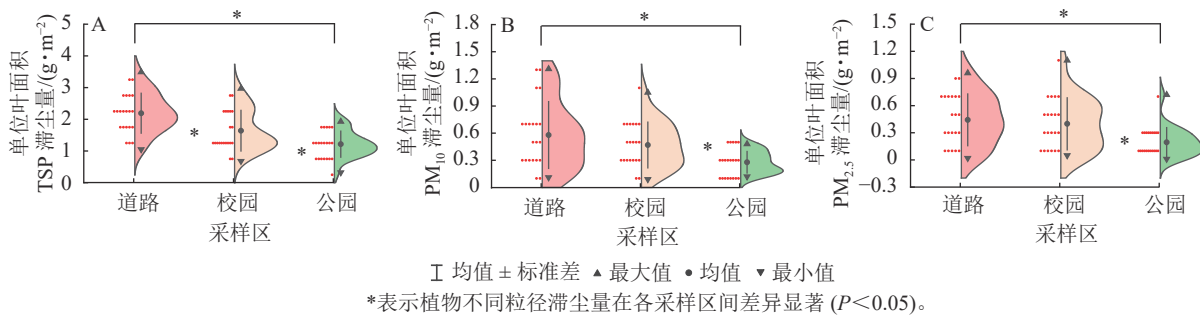 A
*
单位叶面积
TSP 滞尘量/(g·m⁻²)
5
4
3
2
1
0
*
*
道路
校园
公园
采样区
B
*
单位叶面积
PM₁₀ 滞尘量/(g·m⁻²)
1.5
1.2
0.9
0.6
0.3
0
*
道路
校园
公园
采样区
C
*
单位叶面积
PM₂.₅ 滞尘量/(g·m⁻²)
1.5
1.2
0.9
0.6
0.3
0
−0.3
*
道路
校园
公园
采样区
均值 ± 标准差 ▲ 最大值 ● 均值 ▼ 最小值
*表示植物不同粒径滞尘量在各采样区间差异显著 (P＜0.05)。